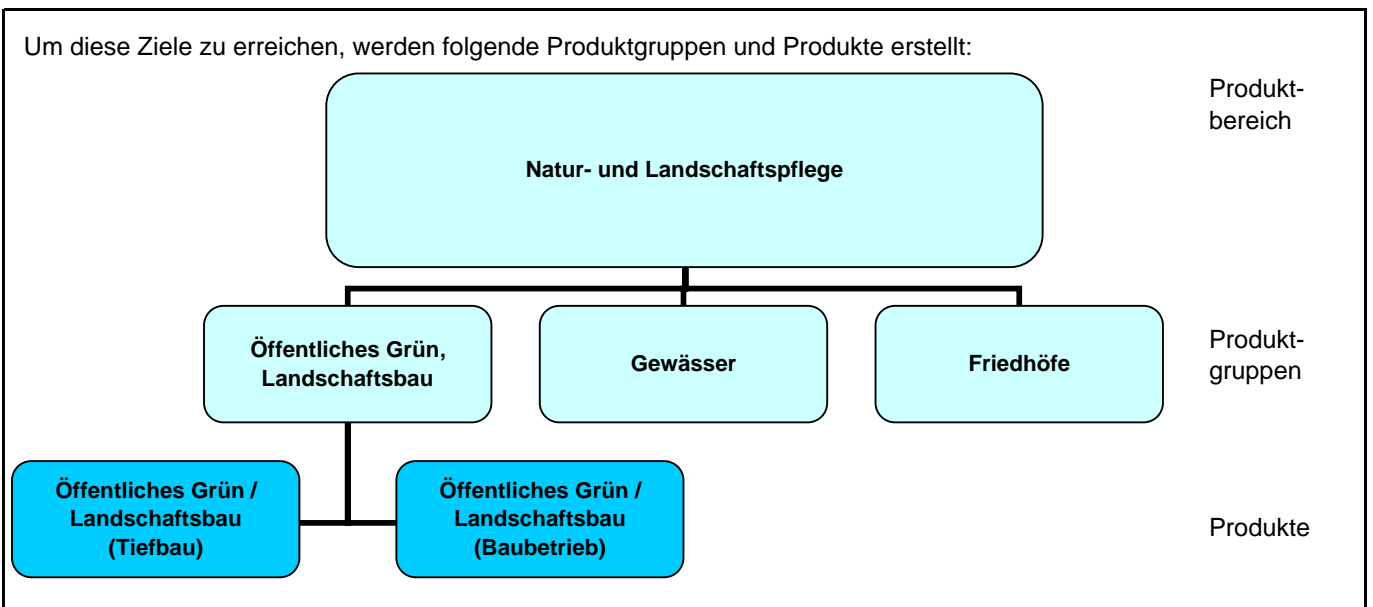 Um diese Ziele zu erreichen, werden folgende Produktgruppen und Produkte erstellt:
Produkt-
bereich
Natur- und Landschaftspflege
Öffentliches Grün,
Landschaftsbau
Gewässer
Friedhöfe
Produkt-
gruppen
Öffentliches Grün /
Landschaftsbau
(Tiefbau)
Öffentliches Grün /
Landschaftsbau
(Baubetrieb)
Produkte